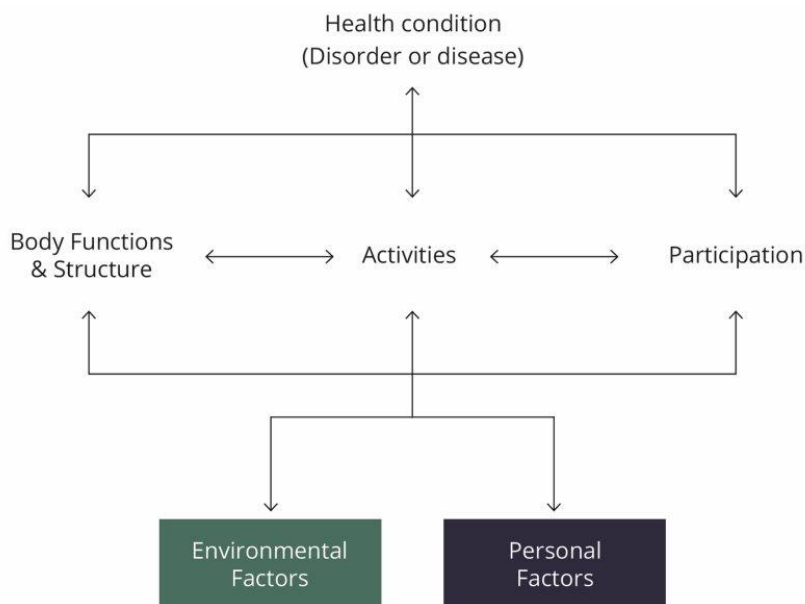 Health condition
(Disorder or disease)
Body Functions
& Structure
Activities
Participation
Environmental
Factors
Personal
Factors